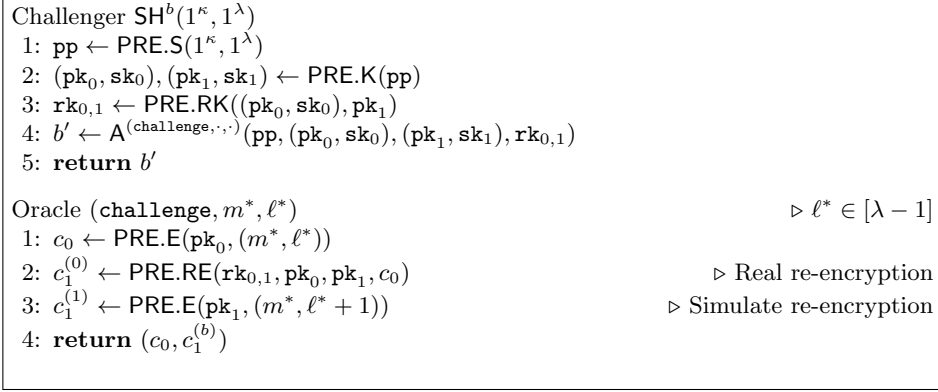 Challenger SH^b(1^κ, 1^λ)
1: pp ← PRE.S(1^κ, 1^λ)
2: (pk_0, sk_0), (pk_1, sk_1) ← PRE.K(pp)
3: rk_{0,1} ← PRE.RK((pk_0, sk_0), pk_1)
4: b′ ← A^{(challenge,·,·)}(pp, (pk_0, sk_0), (pk_1, sk_1), rk_{0,1})
5: return b′
Oracle (challenge, m*, ℓ*) ▷ ℓ* ∈ [λ − 1]
1: c_0 ← PRE.E(pk_0, (m*, ℓ*))
2: c_1^{(0)} ← PRE.RE(rk_{0,1}, pk_0, pk_1, c_0) ▷ Real re-encryption
3: c_1^{(1)} ← PRE.E(pk_1, (m*, ℓ* + 1)) ▷ Simulate re-encryption
4: return (c_0, c_1^{(b)})